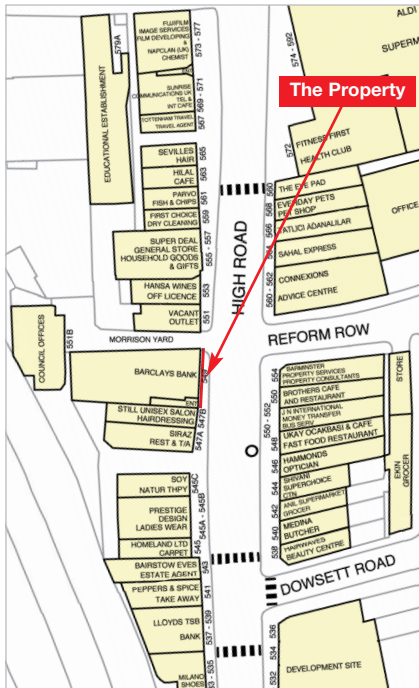 FUJIFILM
IMAGE SERVICES
FILM DEVELOPING
&
NAPCLAN (UK)
CHEMIST
573 - 577
579A
ENT
SUNRISE
COMMUNICATIONS UK
TEL &
INT CAFE
569 - 571
TOTTENHAM TRAVEL
TRAVEL AGENT
567
EDUCATIONAL ESTABLISHMENT
SEVILLES
HAIR
565
HILAL
CAFE
563
PARVO
FISH & CHIPS
561
FIRST CHOICE
DRY CLEANING
559
SUPER DEAL
GENERAL STORE
HOUSEHOLD GOODS
& GIFTS
555 - 557
HANSA WINES
OFF LICENCE
553
VACANT
OUTLET
551
MORRISON YARD
COUNCIL OFFICES
551B
BARCLAYS BANK
549
ENT
STILL UNISEX SALON
HAIRDRESSING
547B
SIRAZ
REST & T/A
547A
SOY
NATUR THPY
545C
PRESTIGE
DESIGN
LADIES WEAR
545A - 545B
HOMELAND LTD
CARPET
545
BAIRSTOW EVES
ESTATE AGENT
543
PEPPERS & SPICE
TAKE AWAY
541
LLOYDS TSB
BANK
537 - 539
MILANO
SHOES
33 - 535
HIGH ROAD
The Property
ALDI
SUPERM
574 - 592
FITNESS FIRST
HEALTH CLUB
572
THE EYE PAD
560
EVERDAY PETS
PET SHOP
568
TATLICI ADANALILAR
566
SAHAL EXPRESS
CONNEXIONS
ADVICE CENTRE
560 - 562
OFFICE
REFORM ROW
BARMINSTER
PROPERTY SERVICES
PROPERTY CONSULTANTS
554
BROTHERS CAFE
AND RESTAURANT
550
J N INTERNATIONAL
MONEY TRANSFER
BUS SERV
550 - 552
UKAY OCAKBASI & CAFE
FAST FOOD RESTAURANT
548
HAMMONDS
OPTICIAN
546
SHIVANI
SUPERCHOICE
CTN
544
ANIL SUPERMARKET
GROCER
542
MEDINA
BUTCHER
540
HAIRWAVES
BEAUTY CENTRE
538
STORE
EKIN
GROCER
DOWSETT ROAD
536
534
532
DEVELOPMENT SITE